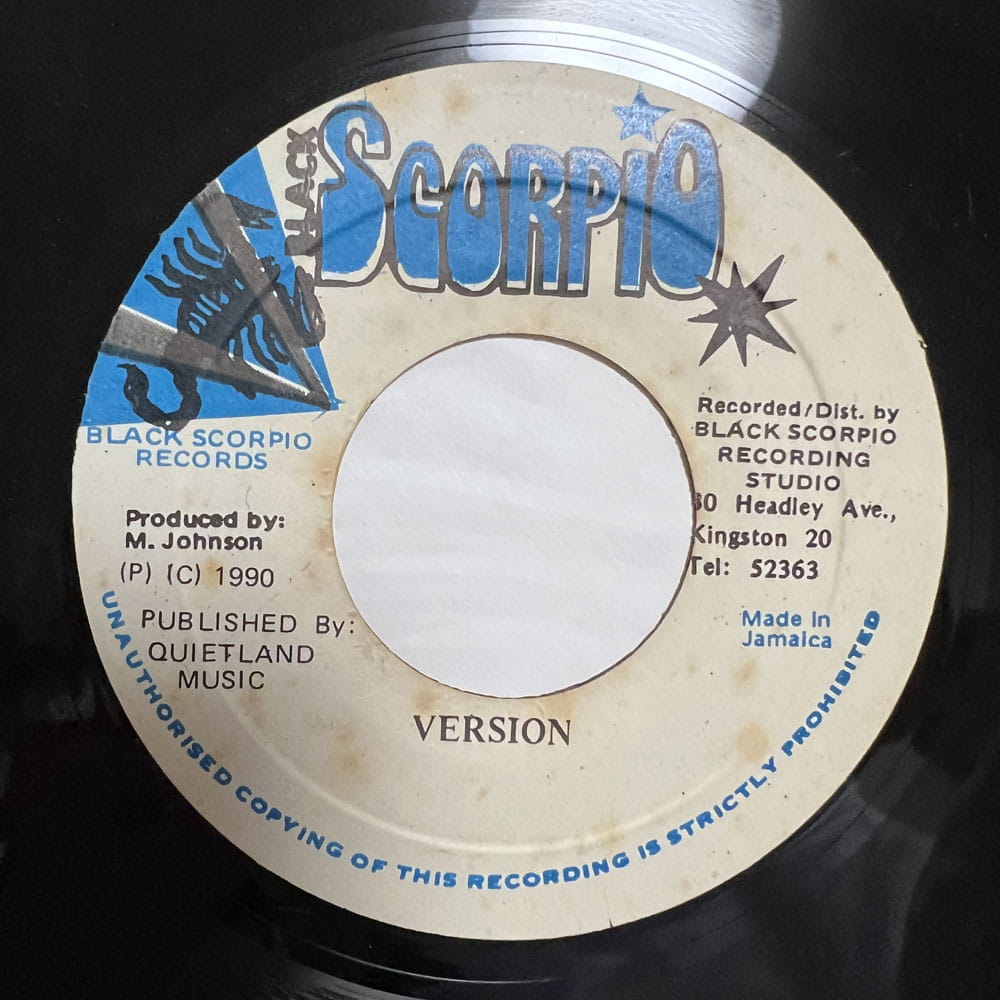 BLACK
SCORPIO
BLACK SCORPIO
RECORDS
Produced by:
M. Johnson
(P) (C) 1990
PUBLISHED By:
QUIETLAND
MUSIC
Recorded/Dist. by
BLACK SCORPIO
RECORDING
STUDIO
Headley Ave.,
Kingston 20
Tel: 52363
Made In
Jamaica
VERSION
UNAUTHORISED COPYING OF THIS RECORDING IS STRICTLY PROHIBITED